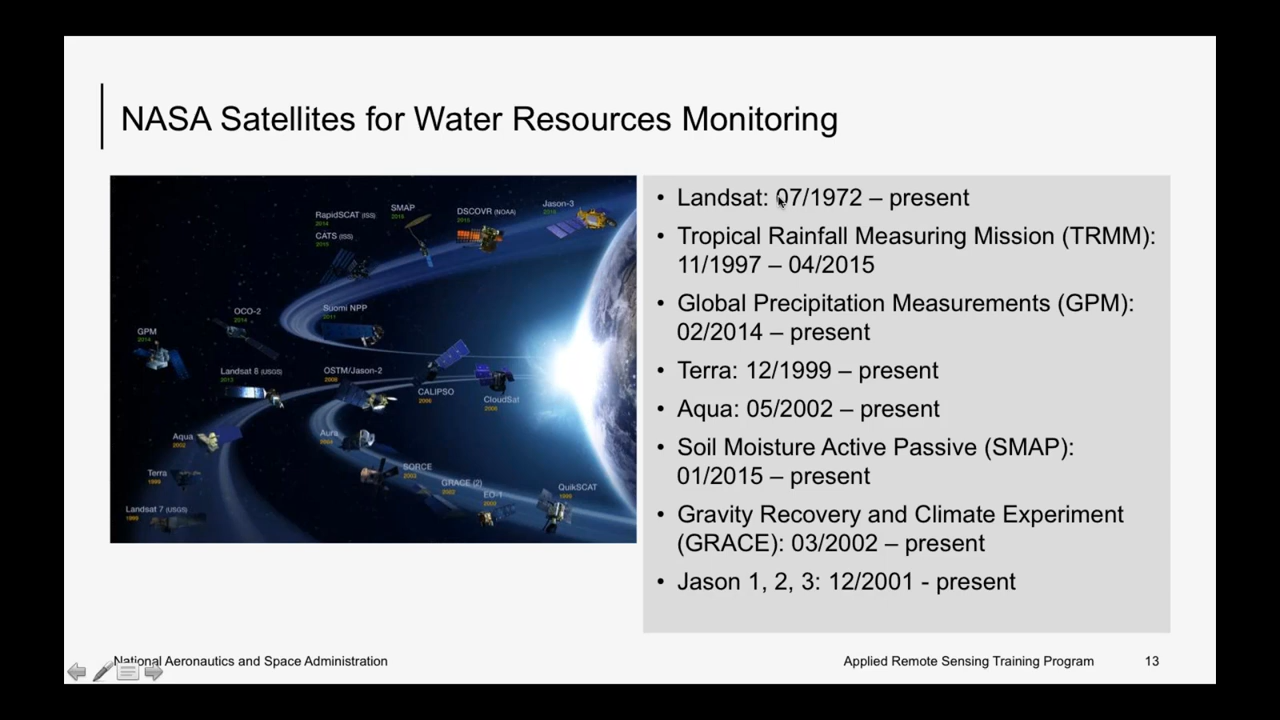 NASA Satellites for Water Resources Monitoring
RapidSCAT (ISS)
2014
CATS (ISS)
2015
SMAP
2015
DSCOVR (NOAA)
2015
Jason-3
2016
OCO-2
2014
Suomi NPP
2011
GPM
2014
Landsat 8 (USGS)
2013
OSTM/Jason-2
2008
CALIPSO
2006
CloudSat
2006
Aqua
2002
Aura
2004
Terra
1999
SORCE
2003
GRACE (2)
2002
EO-1
2000
QuikSCAT
1999
Landsat 7 (USGS)
1999
• Landsat: 07/1972 – present
• Tropical Rainfall Measuring Mission (TRMM):
11/1997 – 04/2015
• Global Precipitation Measurements (GPM):
02/2014 – present
• Terra: 12/1999 – present
• Aqua: 05/2002 – present
• Soil Moisture Active Passive (SMAP):
01/2015 – present
• Gravity Recovery and Climate Experiment
(GRACE): 03/2002 – present
• Jason 1, 2, 3: 12/2001 - present
National Aeronautics and Space Administration
Applied Remote Sensing Training Program
13